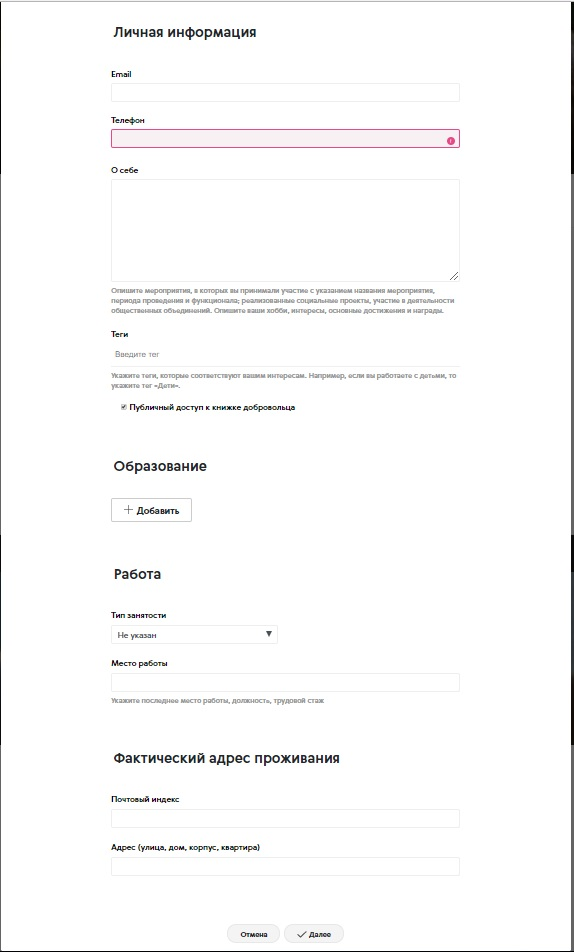 Личная информация
Email
Телефон
О себе
Опишите мероприятия, в которых вы принимали участие с указанием названия мероприятия,
периода проведения и функционала; реализованные социальные проекты, участие в деятельности
общественных объединений. Опишите ваши хобби, интересы, основные достижения и награды.
Теги
Введите тег
Укажите теги, которые соответствуют вашим интересам. Например, если вы работаете с детьми, то
укажите тег «Дети».
Публичный доступ к книжке добровольца
Образование
Добавить
Работа
Тип занятости
Не указан
Место работы
Укажите последнее место работы, должность, трудовой стаж
Фактический адрес проживания
Почтовый индекс
Адрес (улица, дом, корпус, квартира)
Отмена Далее